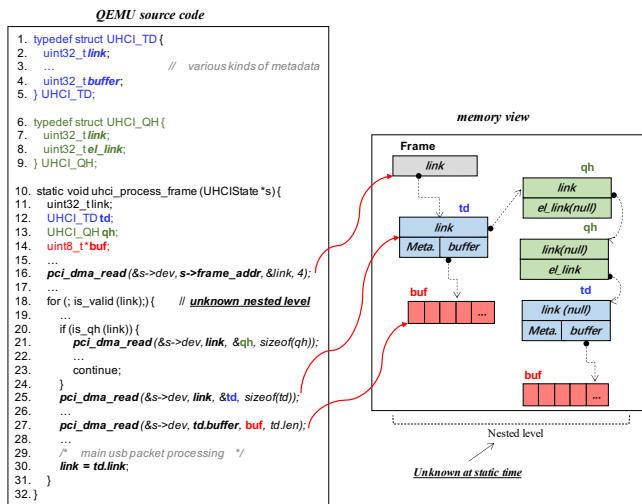 QEMU source code
1. typedef struct UHCI_TD {
2. uint32_t link;
3. … // various kinds of metadata
4. uint32_t buffer;
5. } UHCI_TD;
6. typedef struct UHCI_QH {
7. uint32_t link;
8. uint32_t el_link;
9. } UHCI_QH;
10. static void uhci_process_frame (UHCIState *s) {
11. uint32_t link;
12. UHCI_TD td;
13. UHCI_QH qh;
14. uint8_t *buf;
15. …
16. pci_dma_read (&s->dev, s->frame_addr, &link, 4);
17. …
18. for (; is_valid (link);) { // unknown nested level
19. …
20. if (is_qh (link)) {
21. pci_dma_read (&s->dev, link, &qh, sizeof(qh));
22. …
23. continue;
24. }
25. pci_dma_read (&s->dev, link, &td, sizeof(td));
26. …
27. pci_dma_read (&s->dev, td.buffer, buf, td.len);
28. …
29. /* main usb packet processing */
30. link = td.link;
31. }
32. }
memory view
Frame
link
td
link
Meta. buffer
buf
...
qh
link
el_link(null)
qh
link(null)
el_link
td
link (null)
Meta. buffer
buf
...
Nested level
Unknown at static time